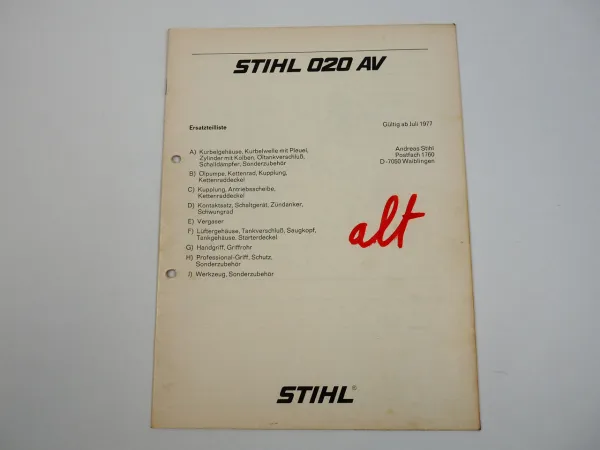 STIHL 020 AV
Ersatzteilliste
Gültig ab Juli 1977
A) Kurbelgehäuse, Kurbelwelle mit Pleuel,
Zylinder mit Kolben, Öltankverschluß,
Schalldämpfer, Sonderzubehör
Andreas Stihl
Postfach 1760
D-7050 Waiblingen
B) Ölpumpe, Kettenrad, Kupplung,
Kettenraddeckel
C) Kupplung, Antriebsscheibe,
Kettenraddeckel
D) Kontaktsatz, Schaltgerät, Zündanker,
Schwungrad
E) Vergaser
F) Lüftergehäuse, Tankverschluß, Saugkopf,
Tankgehäuse, Starterdeckel
G) Handgriff, Griffrohr
H) Professional-Griff, Schutz,
Sonderzubehör
I) Werkzeug, Sonderzubehör
alt
STIHL®